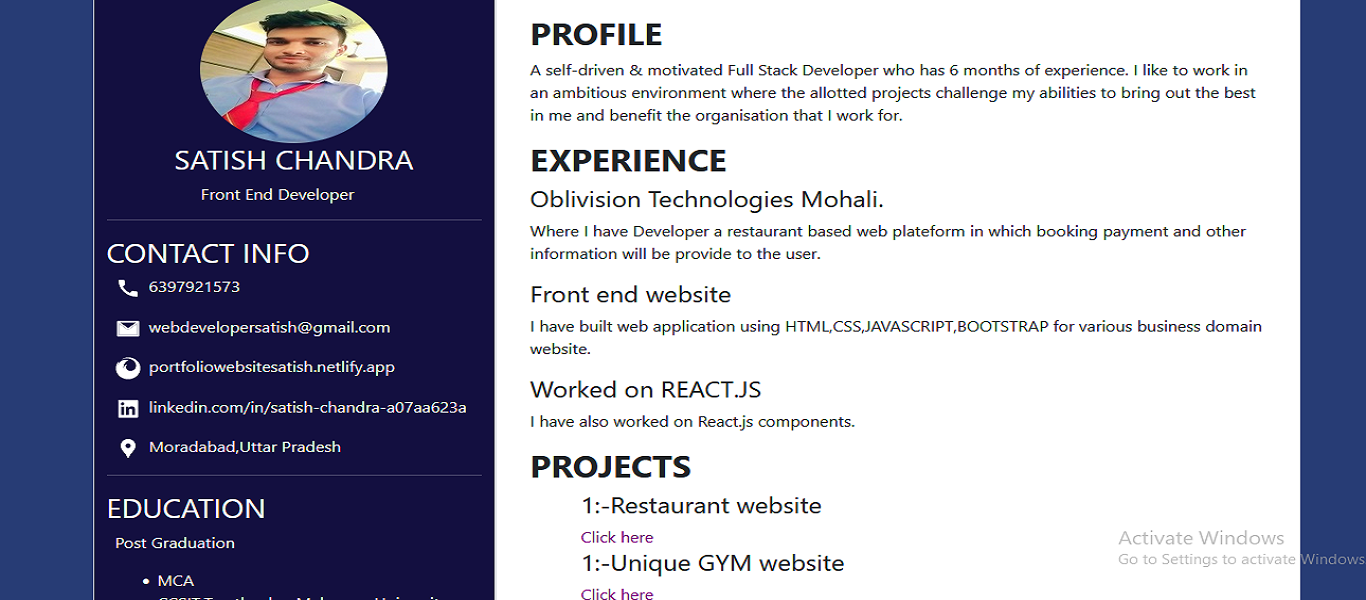 SATISH CHANDRA
Front End Developer
CONTACT INFO
6397921573
webdevelopersatish@gmail.com
portfoliowebsitesatish.netlify.app
in linkedin.com/in/satish-chandra-a07aa623a
Moradabad,Uttar Pradesh
EDUCATION
Post Graduation
• MCA
PROFILE
A self-driven & motivated Full Stack Developer who has 6 months of experience. I like to work in
an ambitious environment where the allotted projects challenge my abilities to bring out the best
in me and benefit the organisation that I work for.
EXPERIENCE
Oblivision Technologies Mohali.
Where I have Developer a restaurant based web plateform in which booking payment and other
information will be provide to the user.
Front end website
I have built web application using HTML,CSS,JAVASCRIPT,BOOTSTRAP for various business domain
website.
Worked on REACT.JS
I have also worked on React.js components.
PROJECTS
1:-Restaurant website
Click here
1:-Unique GYM website
Click here
Activate Windows
Go to Settings to activate Windows